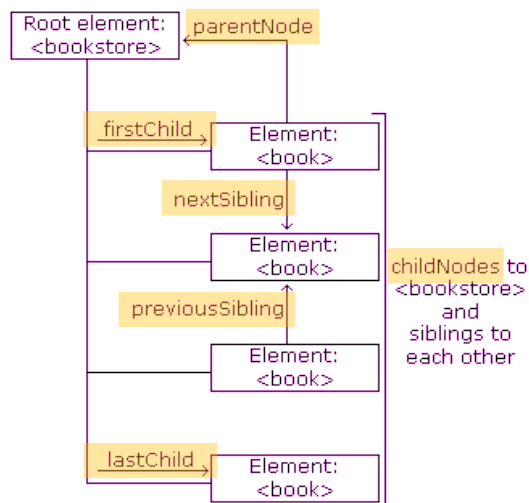 Root element:
<bookstore>
parentNode
firstChild
Element:
<book>
nextSibling
Element:
<book>
childNodes to
<bookstore>
and
siblings to
each other
previousSibling
Element:
<book>
lastChild
Element:
<book>